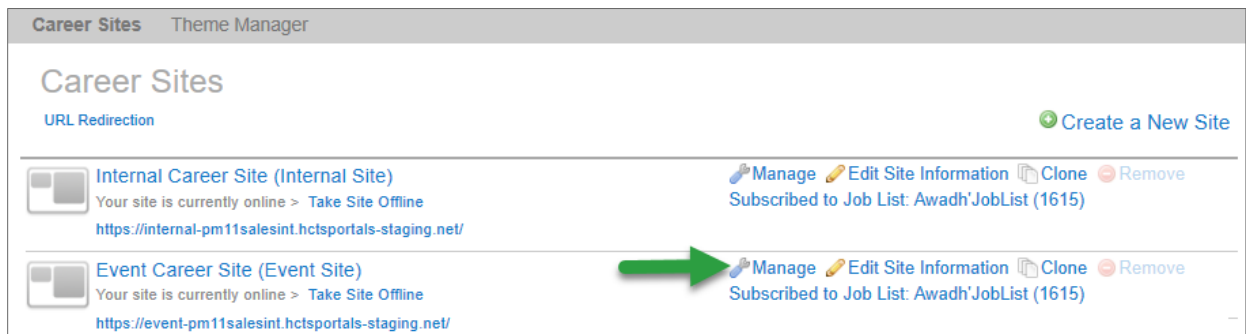 Career Sites Theme Manager
Career Sites
URL Redirection
Create a New Site
Internal Career Site (Internal Site)
Manage Edit Site Information Clone Remove
Your site is currently online > Take Site Offline
Subscribed to Job List: Awadh'JobList (1615)
https://internal-pm11salesint.hctsportals-staging.net/
Event Career Site (Event Site)
Manage Edit Site Information Clone Remove
Your site is currently online > Take Site Offline
Subscribed to Job List: Awadh'JobList (1615)
https://event-pm11salesint.hctsportals-staging.net/